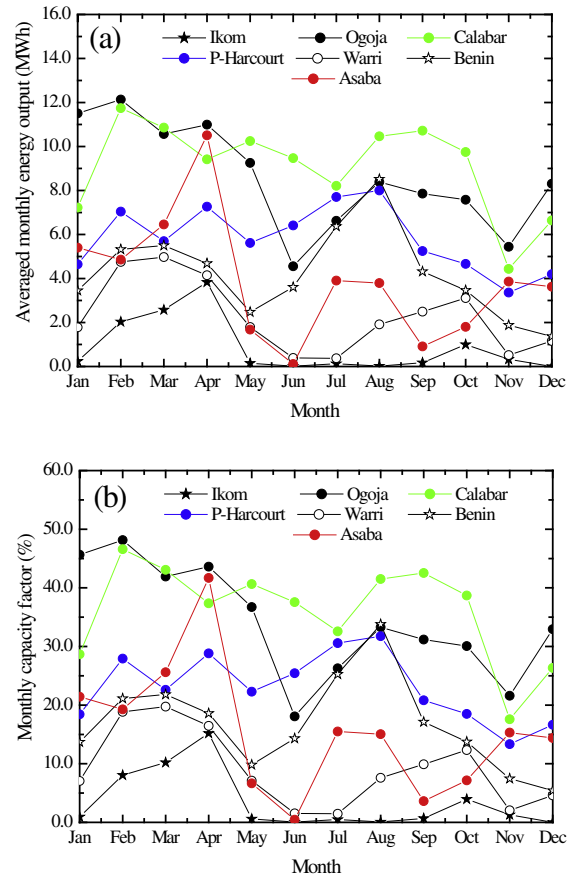 Averaged monthly energy output (MWh)
16.0
14.0
12.0
10.0
8.0
6.0
4.0
2.0
0.0
(a)
Ikom Ogoja Calabar
P-Harcourt Warri Benin
Asaba
Jan Feb Mar Apr May Jun Jul Aug Sep Oct Nov Dec
Month
Monthly capacity factor (%)
60.0
50.0
40.0
30.0
20.0
10.0
0.0
(b)
Ikom Ogoja Calabar
P-Harcourt Warri Benin
Asaba
Jan Feb Mar Apr May Jun Jul Aug Sep Oct Nov Dec
Month